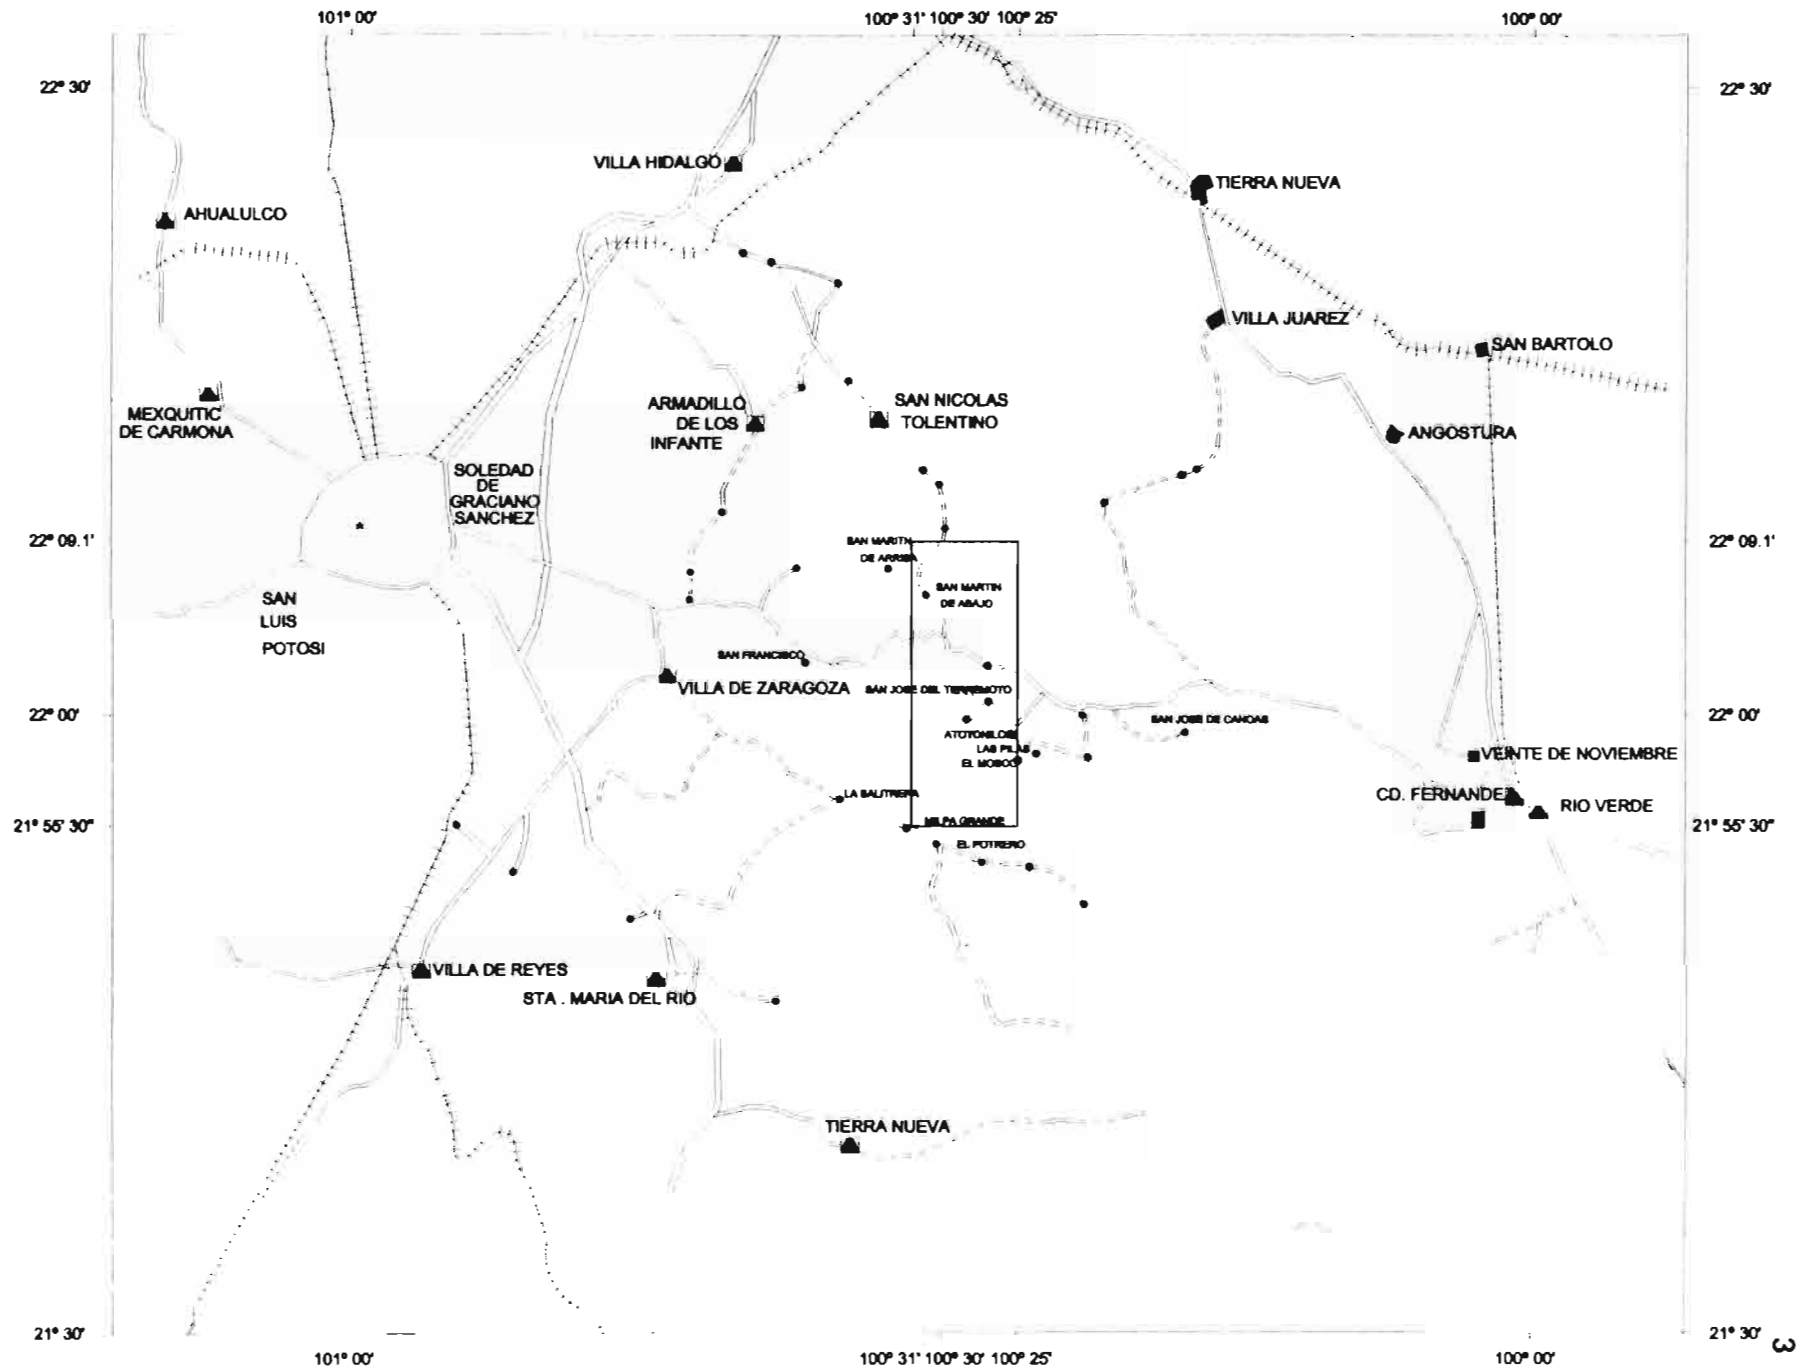 101° 00'
100° 31' 100° 30' 100° 25'
100° 00'
22° 30'
22° 30'
VILLA HIDALGO
TIERRA NUEVA
AHUALULCO
VILLA JUAREZ
SAN BARTOLO
MEXQUITIC
DE CARMONA
ARMADILLO
DE LOS
INFANTE
SAN NICOLAS
TOLENTINO
ANGOSTURA
SOLEDAD
DE
GRACIANO
SANCHEZ
22° 09.1'
22° 09.1'
SAN MARITN
DE ARRIBA
SAN MARTIN
DE ABAJO
SAN
LUIS
POTOSI
SAN FRANCISCO
VILLA DE ZARAGOZA
SAN JOSE DEL TERREMOTO
22° 00'
22° 00'
SAN JOSE DE CANOAS
ATOTONILCO
LAS PILAS
EL MOSCO
VEINTE DE NOVIEMBRE
LA SALITRERA
CD. FERNANDEZ
RIO VERDE
21° 55' 30"
21° 55' 30"
MILPA GRANDE
EL POTRERO
VILLA DE REYES
STA . MARIA DEL RIO
TIERRA NUEVA
21° 30'
21° 30'
3
101° 00'
100° 31' 100° 30' 100° 25'
100° 00'